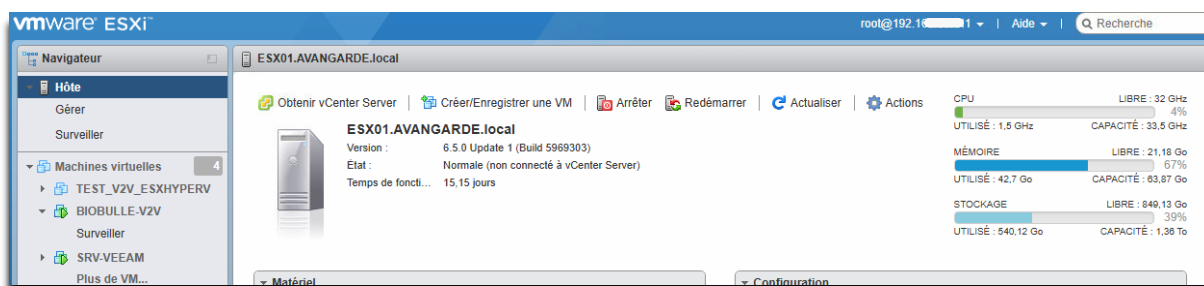 vmware ESXi™
root@192.16 1 | Aide | Recherche
Navigateur
Hôte
Gérer
Surveiller
Machines virtuelles 4
TEST_V2V_ESXHYPERV
BIOBULLE-V2V
Surveiller
SRV-VEEAM
Plus de VM...
ESX01.AVANGARDE.local
Obtenir vCenter Server | Créer/Enregistrer une VM | Arrêter Redémarrer | Actualiser | Actions
ESX01.AVANGARDE.local
Version : 6.5.0 Update 1 (Build 5969303)
État : Normale (non connecté à vCenter Server)
Temps de foncti... 15,15 jours
CPU LIBRE : 32 GHz
4%
UTILISÉ : 1,5 GHz CAPACITÉ : 33,5 GHz
MÉMOIRE LIBRE : 21,18 Go
67%
UTILISÉ : 42,7 Go CAPACITÉ : 63,87 Go
STOCKAGE LIBRE : 849,13 Go
39%
UTILISÉ : 540,12 Go CAPACITÉ : 1,36 To
Matériel
Configuration